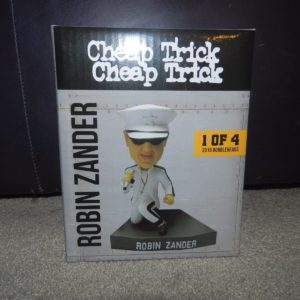 Cheap Trick
Cheap Trick
ROBIN ZANDER
1 OF 4
2018 BOBBLEHEADS
ROBIN ZANDER